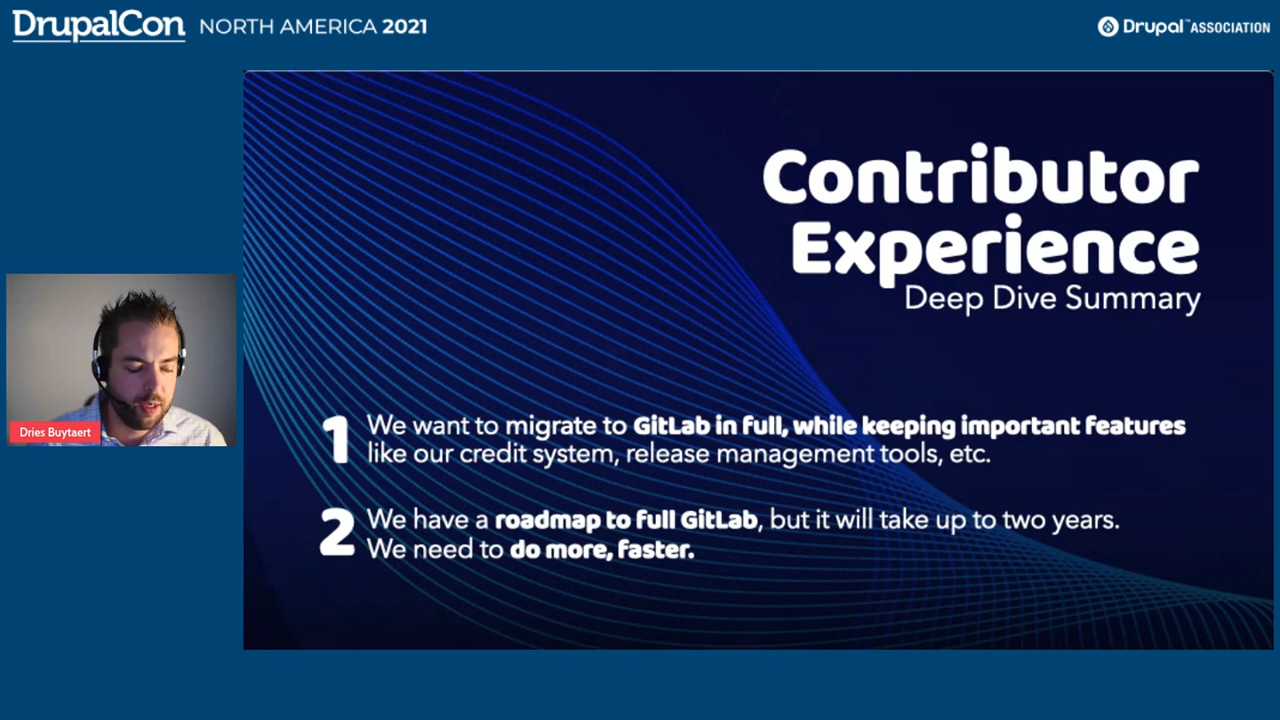 DrupalCon NORTH AMERICA 2021
Drupal™ ASSOCIATION
Contributor
Experience
Deep Dive Summary
1 We want to migrate to GitLab in full, while keeping important features
like our credit system, release management tools, etc.
2 We have a roadmap to full GitLab, but it will take up to two years.
We need to do more, faster.
Dries Buytaert